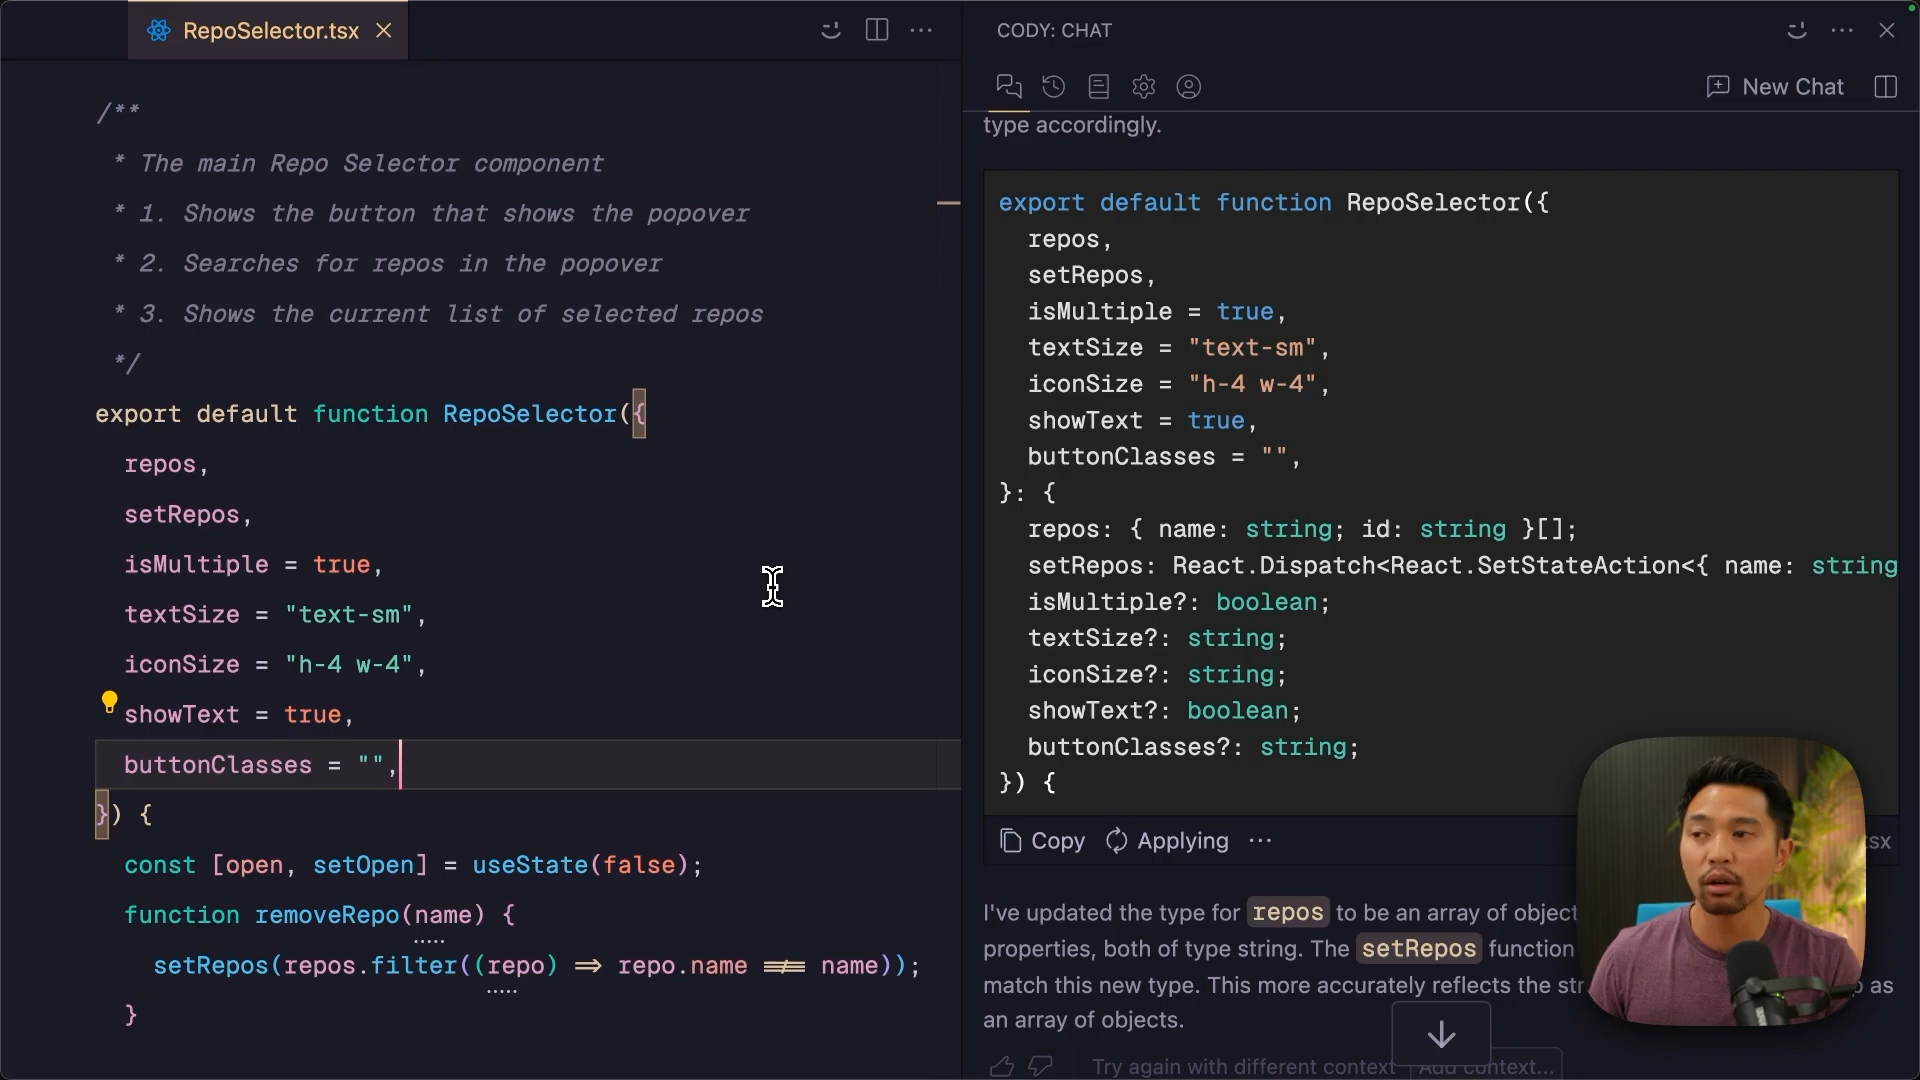 RepoSelector.tsx
/**
* The main Repo Selector component
* 1. Shows the button that shows the popover
* 2. Searches for repos in the popover
* 3. Shows the current list of selected repos
*/
export default function RepoSelector({
repos,
setRepos,
isMultiple = true,
textSize = "text-sm",
iconSize = "h-4 w-4",
showText = true,
buttonClasses = "",
}) {
const [open, setOpen] = useState(false);
function removeRepo(name) {
setRepos(repos.filter((repo) => repo.name !== name));
}
CODY: CHAT
New Chat
type accordingly.
export default function RepoSelector({
repos,
setRepos,
isMultiple = true,
textSize = "text-sm",
iconSize = "h-4 w-4",
showText = true,
buttonClasses = "",
}: {
repos: { name: string; id: string }[];
setRepos: React.Dispatch<React.SetStateAction<{ name: string
isMultiple?: boolean;
textSize?: string;
iconSize?: string;
showText?: boolean;
buttonClasses?: string;
}) {
Copy Applying ··· sx
I've updated the type for repos to be an array of object
properties, both of type string. The setRepos function
match this new type. This more accurately reflects the str as
an array of objects.
Try again with different context Add context...